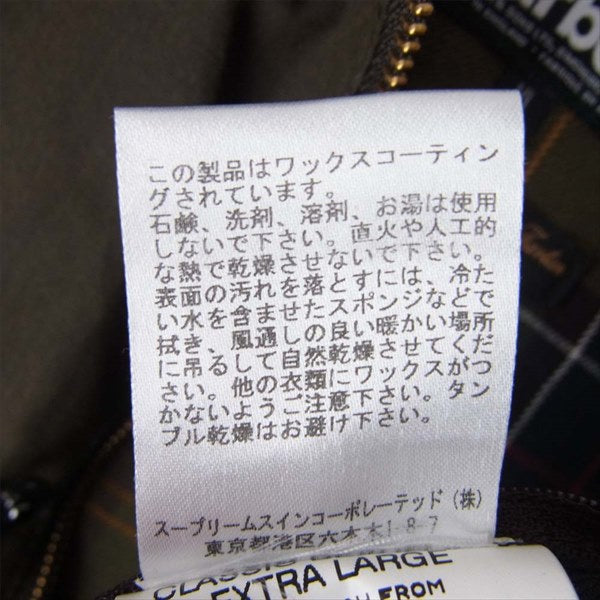 この製品はワックスコーティン
グされています。
石鹸、洗剤、溶剤、お湯は使用
しないで下さい。直火や人工的
な熱で乾燥させないで下さい。
表面の汚れを落とすには、冷た
い水を含ませたスポンジなどで
拭き、風通しの良い暖かい場所
に吊るして自然乾燥させてくだ
さい。他の衣類にワックスがつ
かないようご注意下さい。タン
ブル乾燥はお避け下さい。
スープリームスインコーポレーテッド（株）
東京都港区六本木1-8-7
EXTRA LARGE
FROM